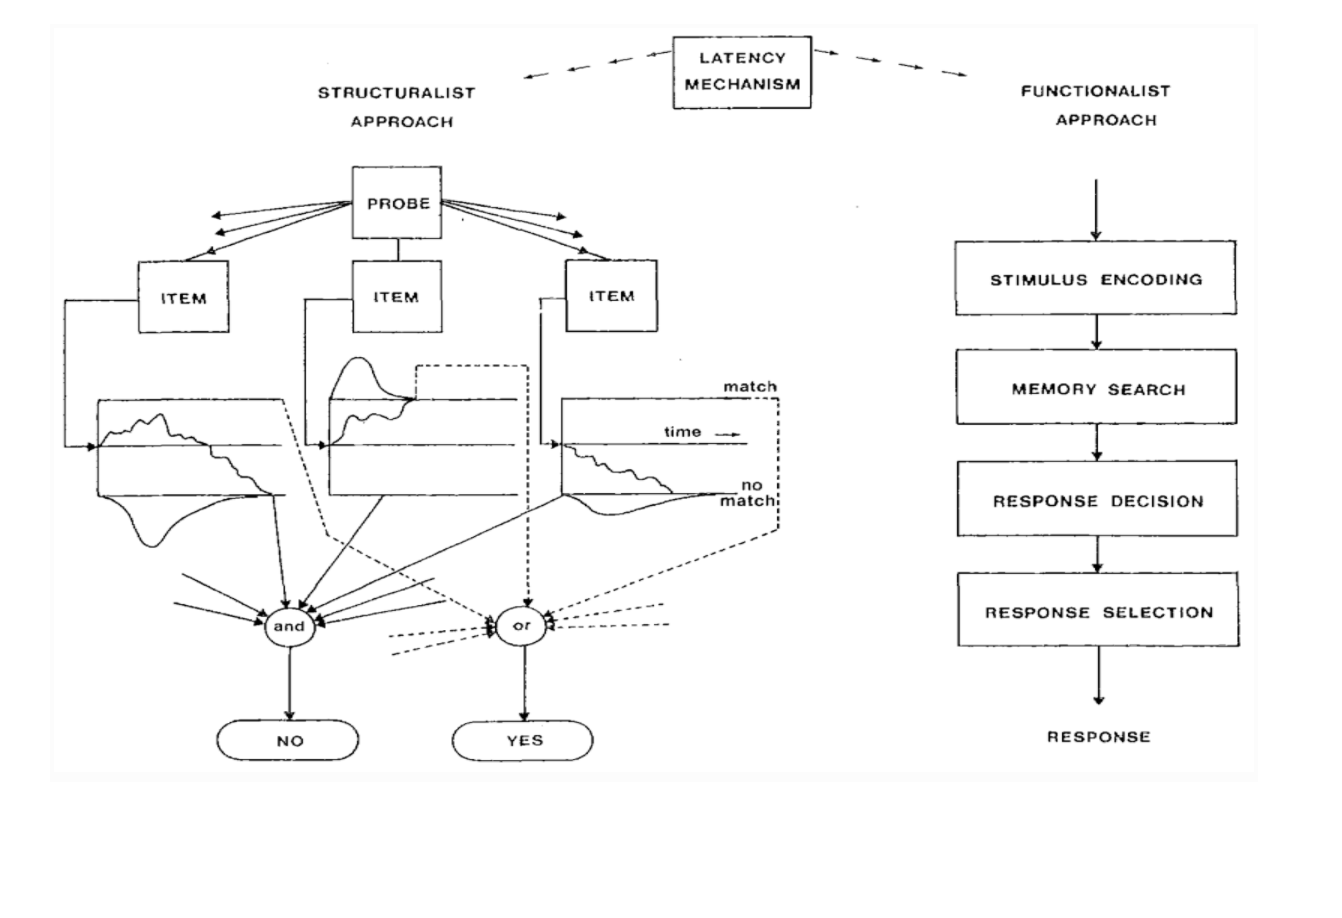 LATENCY
MECHANISM
STRUCTURALIST
APPROACH
FUNCTIONALIST
APPROACH
PROBE
ITEM
ITEM
ITEM
match
time
no
match
and
or
NO
YES
STIMULUS ENCODING
MEMORY SEARCH
RESPONSE DECISION
RESPONSE SELECTION
RESPONSE